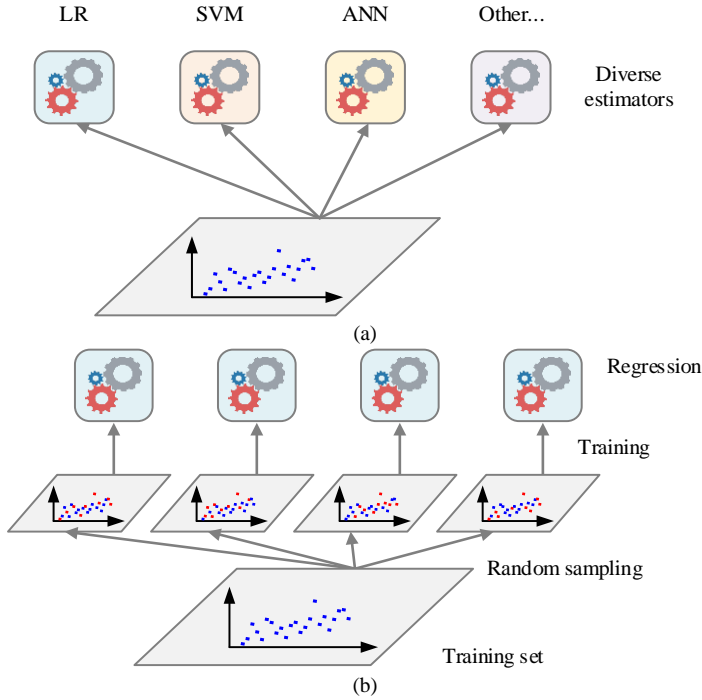 LR SVM ANN Other...
Diverse
estimators
(a)
Regression
Training
Random sampling
Training set
(b)